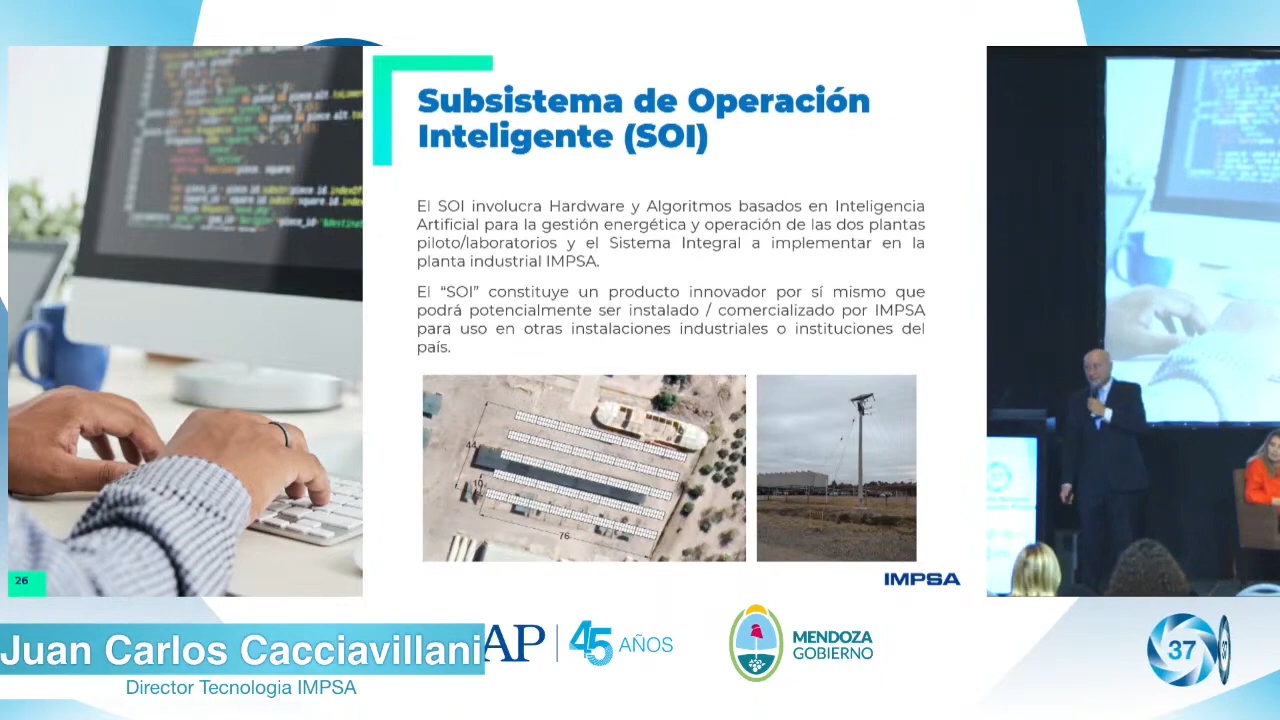 Subsistema de Operación
Inteligente (SOI)
El SOI involucra Hardware y Algoritmos basados en Inteligencia
Artificial para la gestión energética y operación de las dos plantas
piloto/laboratorios y el Sistema Integral a implementar en la
planta industrial IMPSA.
El “SOI” constituye un producto innovador por sí mismo que
podrá potencialmente ser instalado / comercializado por IMPSA
para uso en otras instalaciones industriales o instituciones del
país.
44
10
76
26
IMPSA
Juan Carlos Cacciavillani
Director Tecnologia IMPSA
AP
45 AÑOS
MENDOZA
GOBIERNO
37